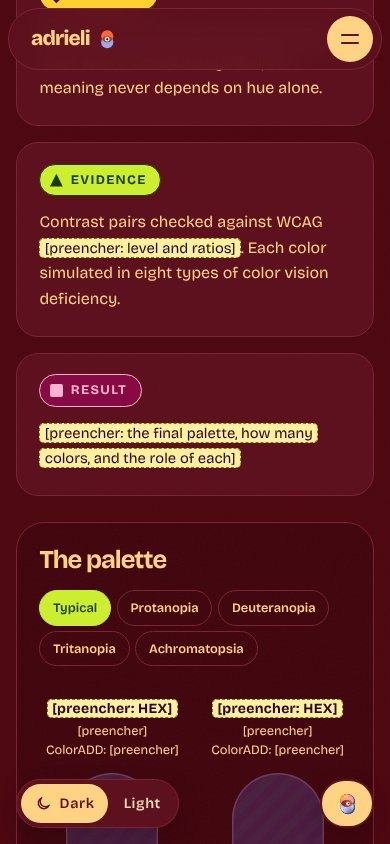 adrieli
meaning never depends on hue alone.
EVIDENCE
Contrast pairs checked against WCAG
[preencher: level and ratios]. Each color
simulated in eight types of color vision
deficiency.
RESULT
[preencher: the final palette, how many
colors, and the role of each]
The palette
Typical Protanopia Deuteranopia
Tritanopia Achromatopsia
[preencher: HEX] [preencher: HEX]
[preencher] [preencher]
ColorADD: [preencher] ColorADD: [preencher]
Dark Light